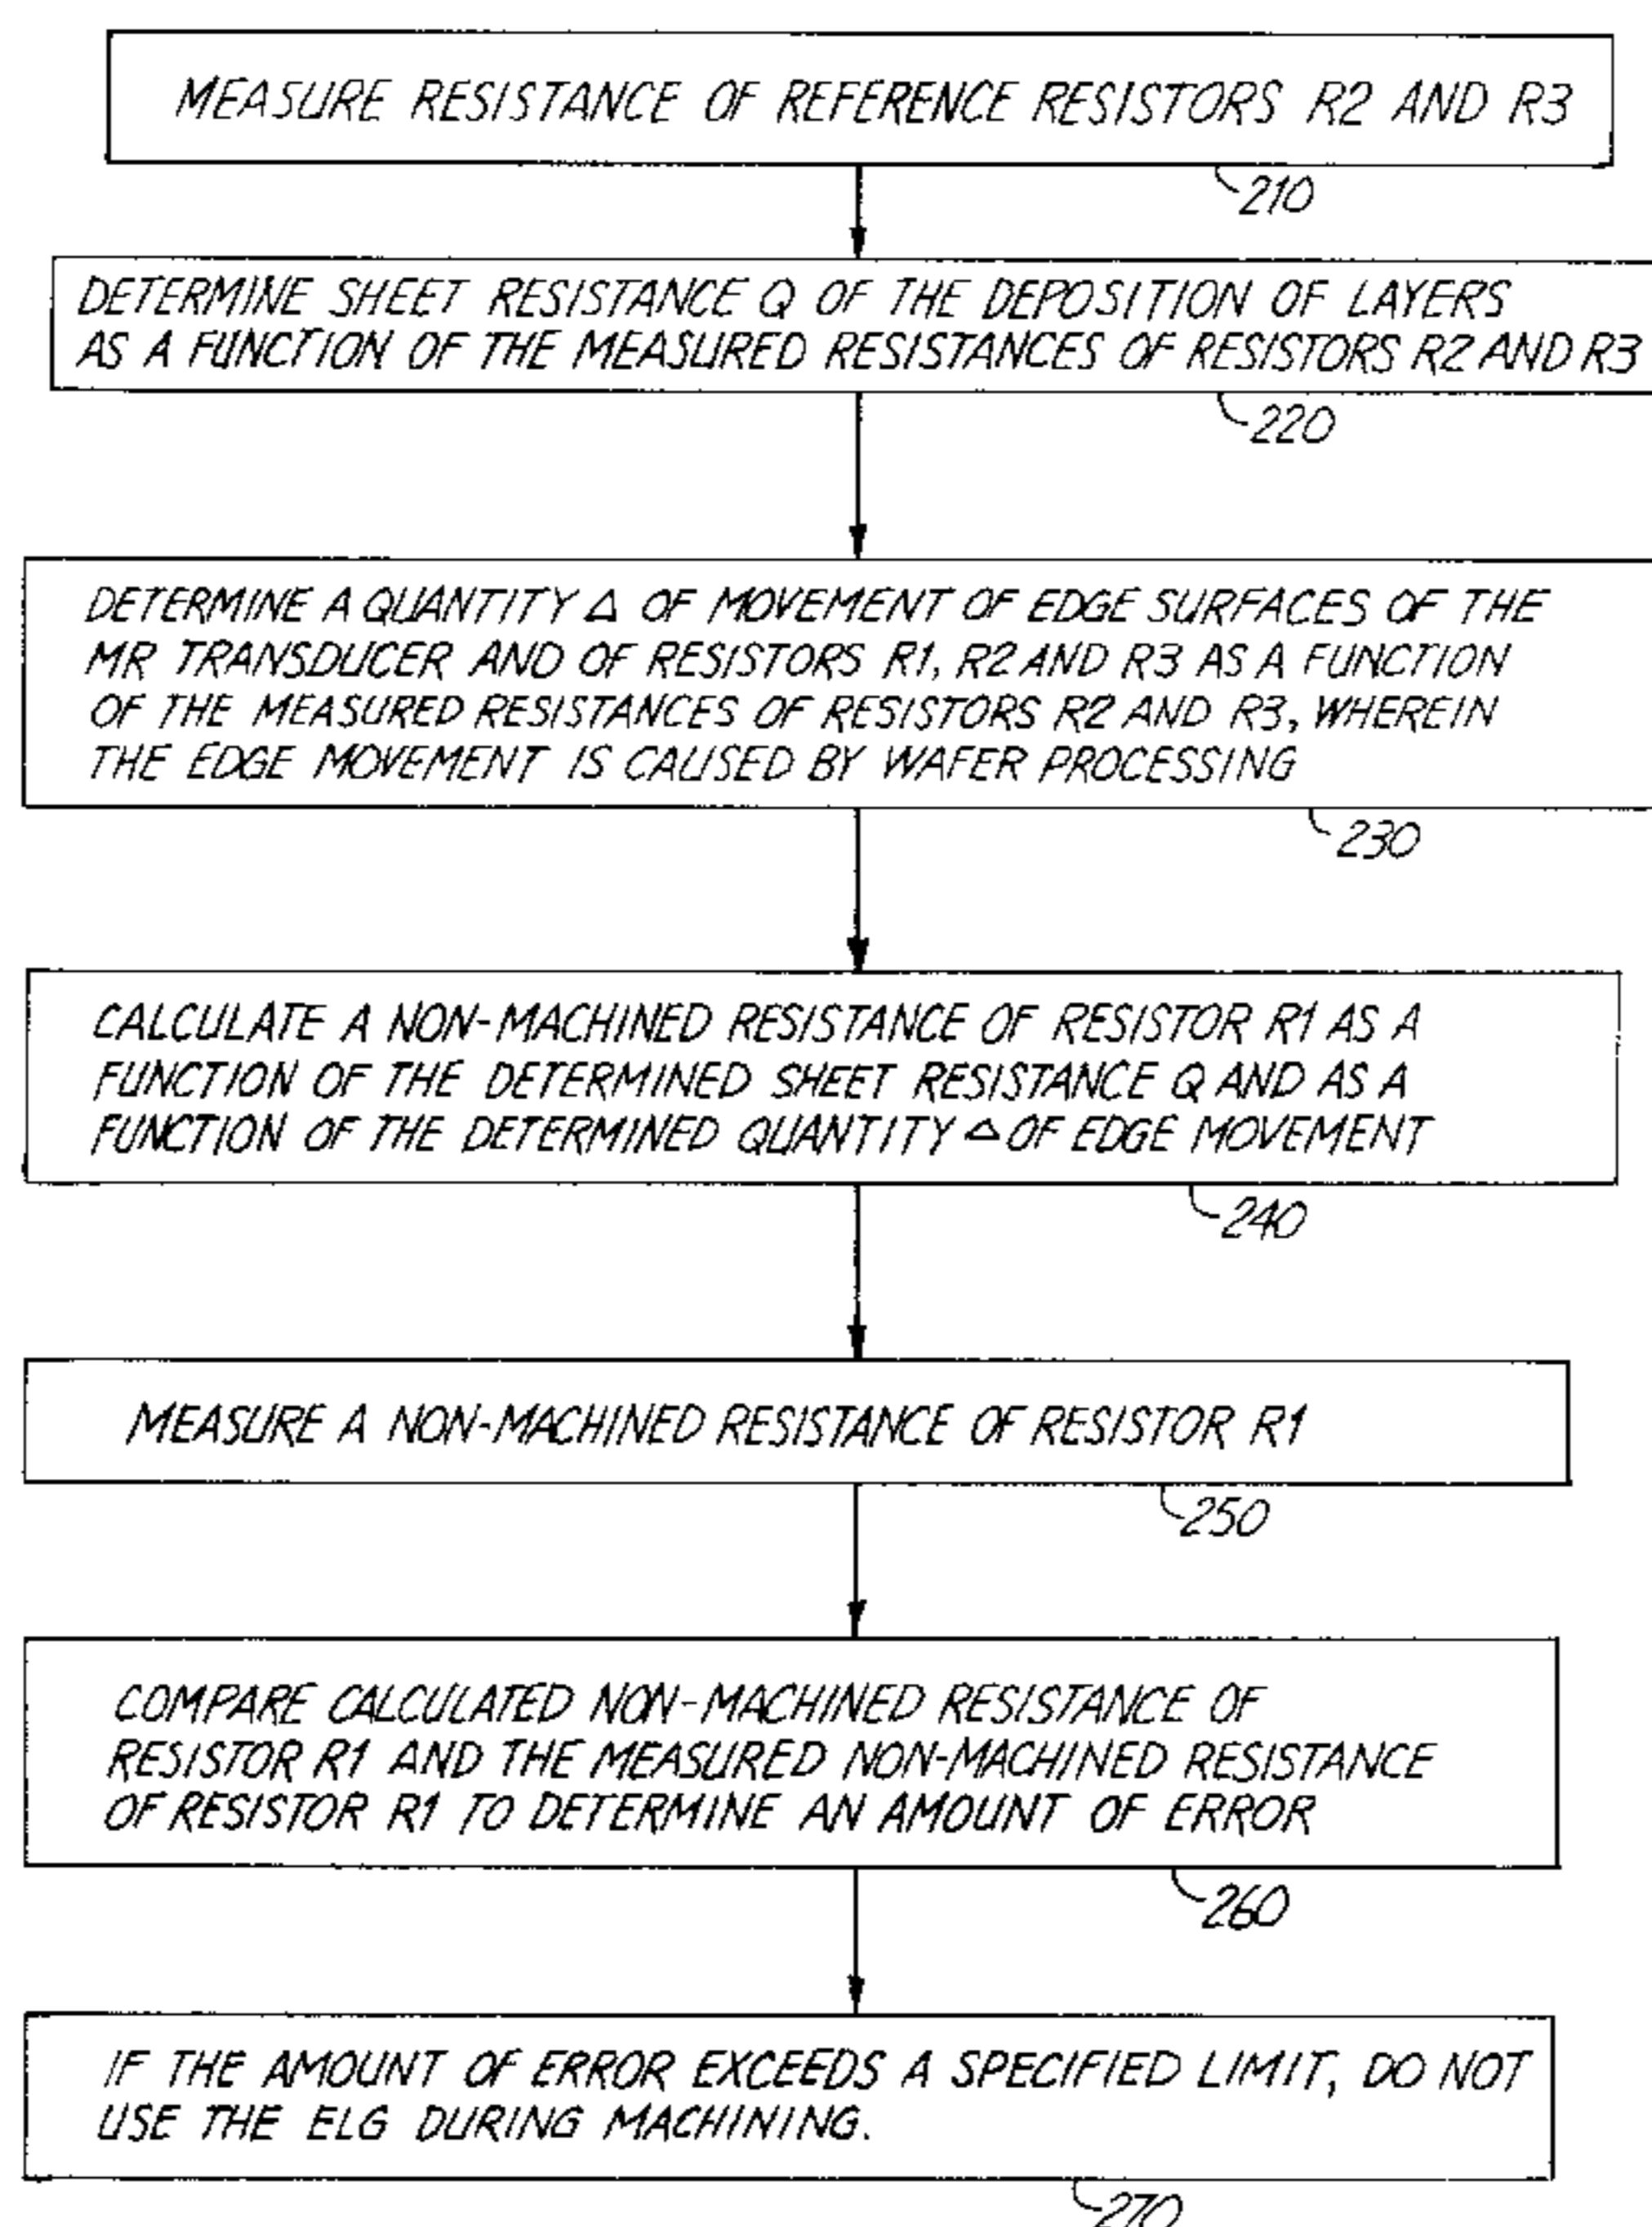 MEASURE RESISTANCE OF REFERENCE RESISTORS R2 AND R3
210
DETERMINE SHEET RESISTANCE Q OF THE DEPOSITION OF LAYERS
AS A FUNCTION OF THE MEASURED RESISTANCES OF RESISTORS R2 AND R3
220
DETERMINE A QUANTITY Δ OF MOVEMENT OF EDGE SURFACES OF THE
MR TRANSDUCER AND OF RESISTORS R1, R2 AND R3 AS A FUNCTION
OF THE MEASURED RESISTANCES OF RESISTORS R2 AND R3, WHEREIN
THE EDGE MOVEMENT IS CAUSED BY WAFER PROCESSING
230
CALCULATE A NON-MACHINED RESISTANCE OF RESISTOR R1 AS A
FUNCTION OF THE DETERMINED SHEET RESISTANCE Q AND AS A
FUNCTION OF THE DETERMINED QUANTITY Δ OF EDGE MOVEMENT
240
MEASURE A NON-MACHINED RESISTANCE OF RESISTOR R1
250
COMPARE CALCULATED NON-MACHINED RESISTANCE OF
RESISTOR R1 AND THE MEASURED NON-MACHINED RESISTANCE
OF RESISTOR R1 TO DETERMINE AN AMOUNT OF ERROR
260
IF THE AMOUNT OF ERROR EXCEEDS A SPECIFIED LIMIT, DO NOT
USE THE ELG DURING MACHINING.
270